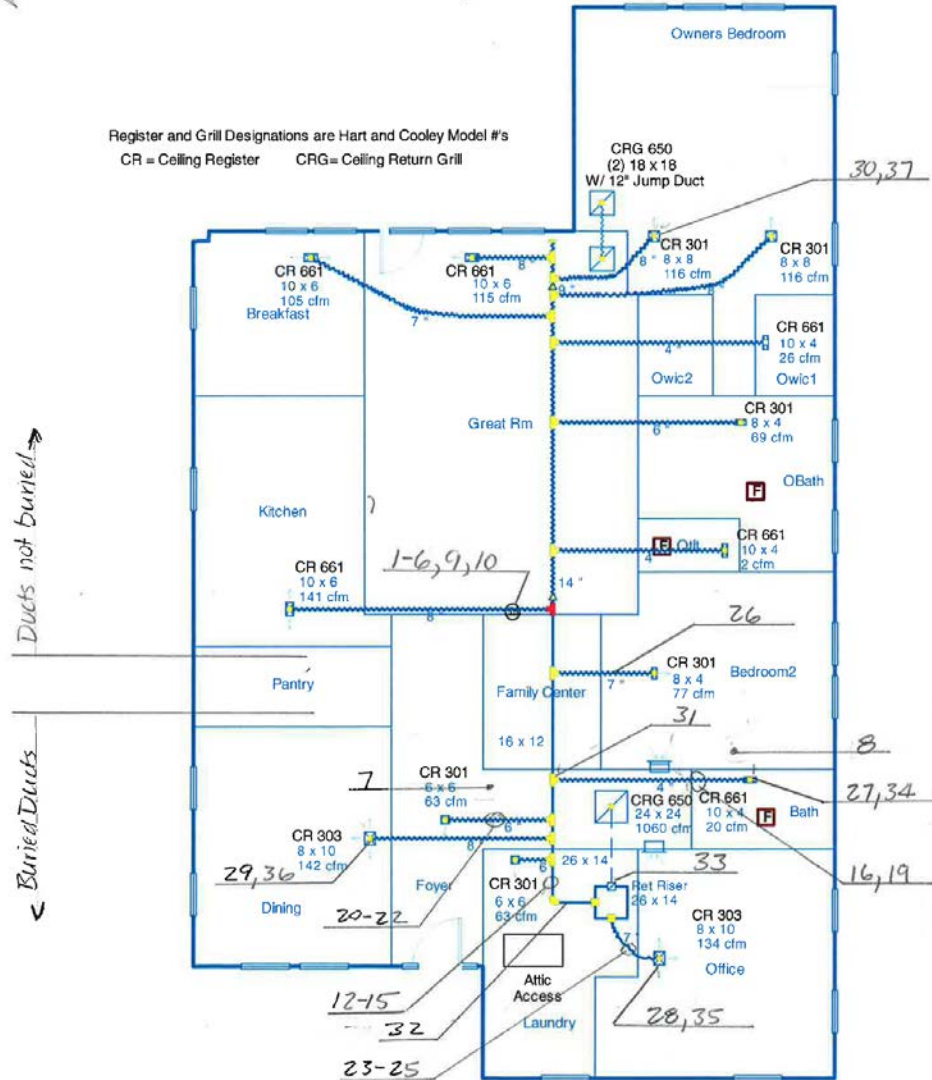 Owners Bedroom
Register and Grill Designations are Hart and Cooley Model #'s
CR = Ceiling Register CRG= Ceiling Return Grill
CRG 650
(2) 18 x 18
W/ 12" Jump Duct
30,37
CR 661
10 x 6
105 cfm
Breakfast
7 "
CR 661
10 x 6
115 cfm
8 "
CR 301
8 x 8
116 cfm
8 "
CR 301
8 x 8
116 cfm
CR 661
10 x 4
26 cfm
4 "
Owic2
Owic1
Great Rm
CR 301
8 x 4
69 cfm
6 "
OBath
F
Kitchen
F
Otlt
CR 661
10 x 4
2 cfm
4
Ducts not buried
CR 661
10 x 6
141 cfm
8 "
1-6,9,10
14 "
26
Pantry
Family Center
16 x 12
7 "
CR 301
8 x 4
77 cfm
Bedroom2
31
8
Buried Ducts
7
CR 301
6 x 6
63 cfm
6 "
4 "
CRG 650
24 x 24
1060 cfm
CR 661
10 x 4
20 cfm
Bath
F
27,34
CR 303
8 x 10
142 cfm
8
29,36
Dining
Foyer
20-22
CR 301
6 x 6
63 cfm
6
26 x 14
33
Ret Riser
26 x 14
16,19
CR 303
8 x 10
134 cfm
7 "
Office
Attic
Access
12-15
Laundry
32
28,35
23-25